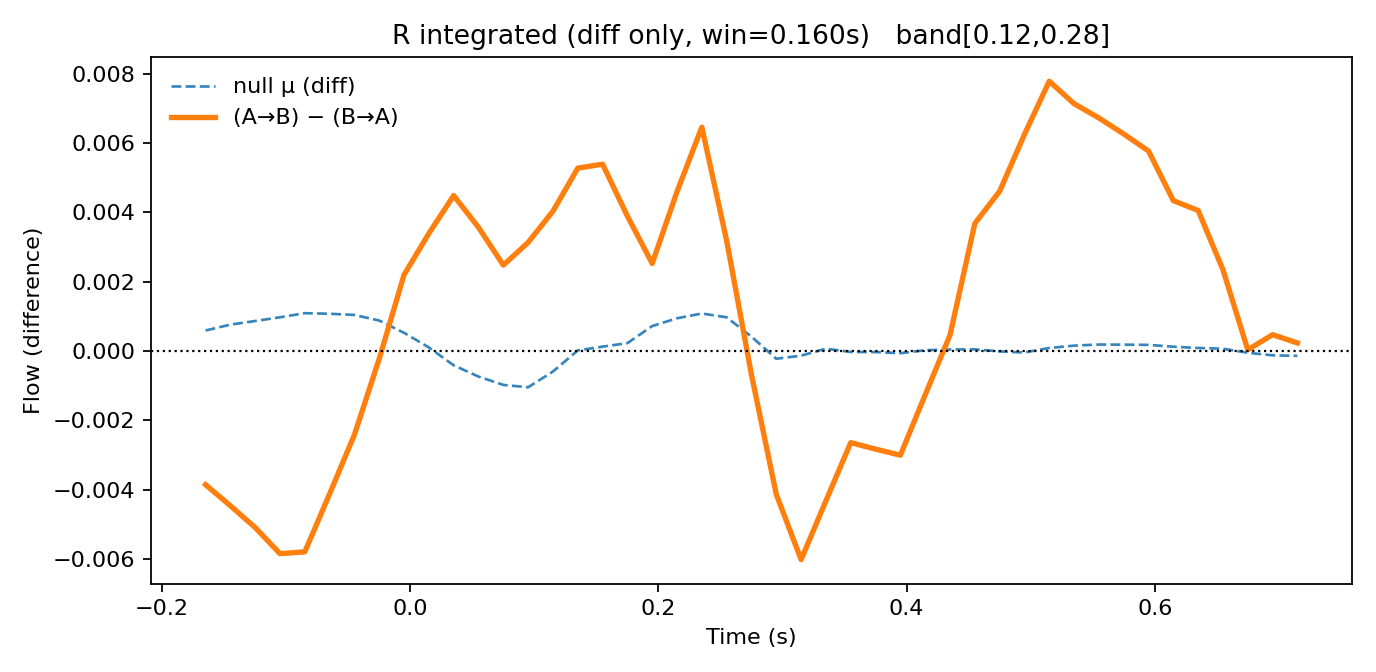 R integrated (diff only, win=0.160s)   band[0.12,0.28]
null μ (diff)
(A→B) − (B→A)
Flow (difference)
0.008
0.006
0.004
0.002
0.000
−0.002
−0.004
−0.006
−0.2
0.0
0.2
0.4
0.6
Time (s)